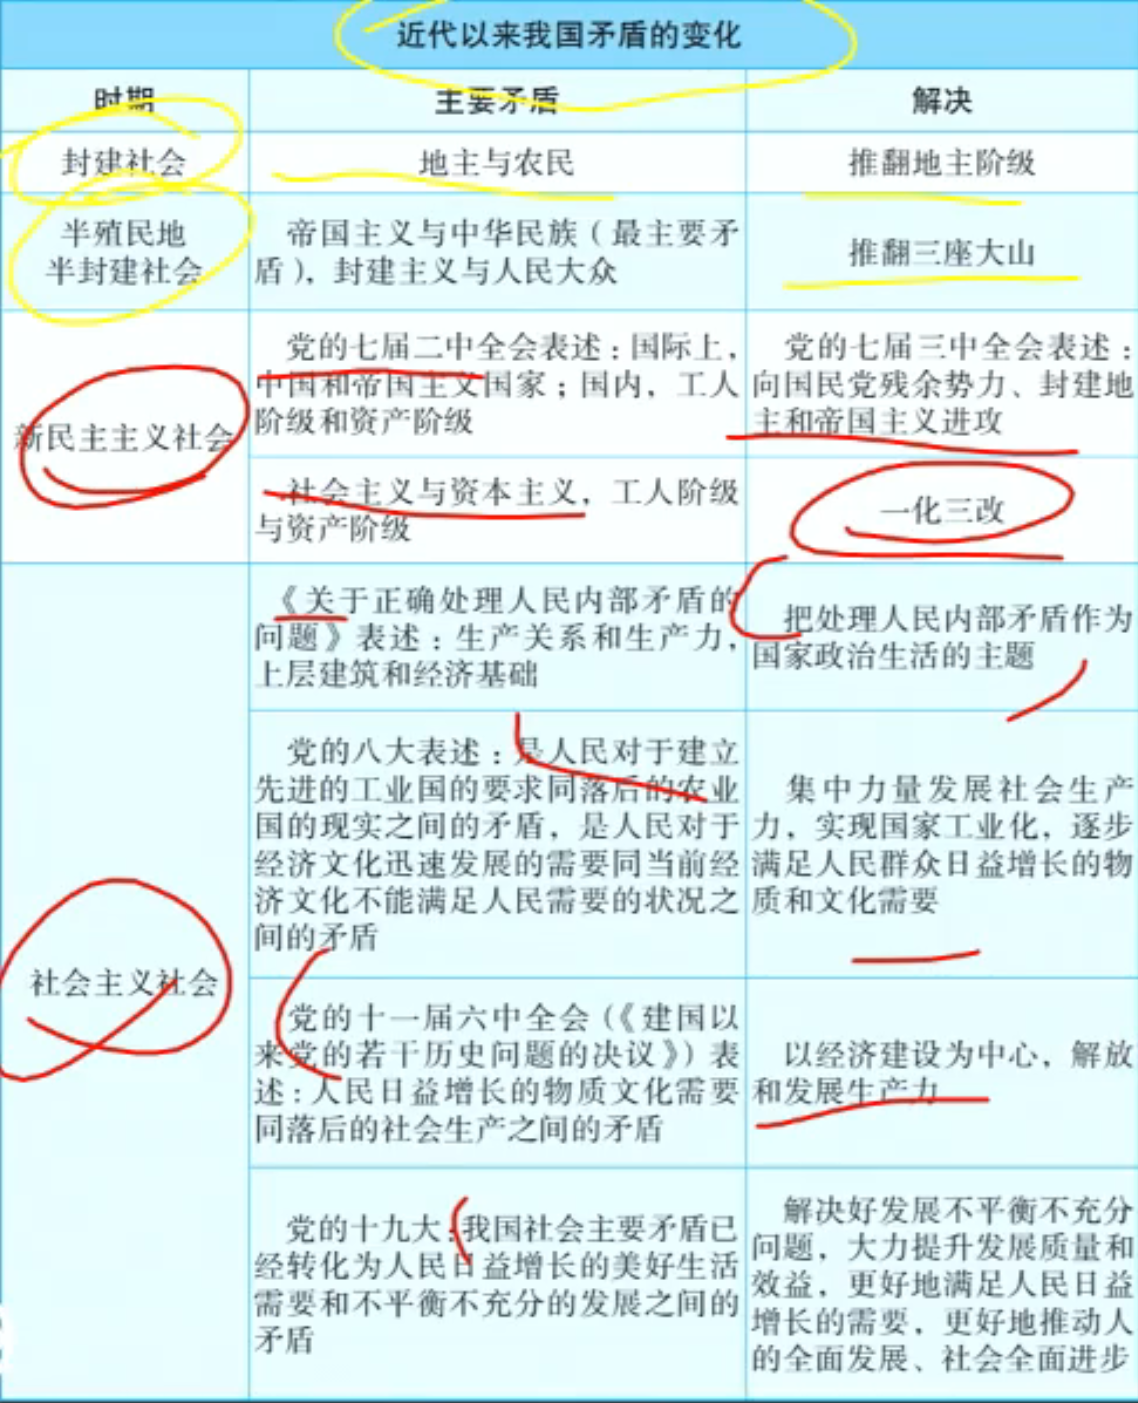 近代以来我国矛盾的变化
时期 主要矛盾 解决
封建社会 地主与农民 推翻地主阶级
半殖民地
半封建社会
帝国主义与中华民族（最主要矛
盾），封建主义与人民大众
推翻三座大山
新民主主义社会
党的七届二中全会表述：国际上，
中国和帝国主义国家；国内，工人
阶级和资产阶级
党的七届三中全会表述：
向国民党残余势力、封建地
主和帝国主义进攻
社会主义与资本主义，工人阶级
与资产阶级
一化三改
社会主义社会
《关于正确处理人民内部矛盾的
问题》表述：生产关系和生产力，
上层建筑和经济基础
把处理人民内部矛盾作为
国家政治生活的主题
党的八大表述：是人民对于建立
先进的工业国的要求同落后的农业
国的现实之间的矛盾，是人民对于
经济文化迅速发展的需要同当前经
济文化不能满足人民需要的状况之
间的矛盾
集中力量发展社会生产
力，实现国家工业化，逐步
满足人民群众日益增长的物
质和文化需要
党的十一届六中全会（《建国以
来党的若干历史问题的决议》）表
述：人民日益增长的物质文化需要
同落后的社会生产之间的矛盾
以经济建设为中心，解放
和发展生产力
党的十九大：我国社会主要矛盾已
经转化为人民日益增长的美好生活
需要和不平衡不充分的发展之间的
矛盾
解决好发展不平衡不充分
问题，大力提升发展质量和
效益，更好地满足人民日益
增长的需要，更好地推动人
的全面发展、社会全面进步